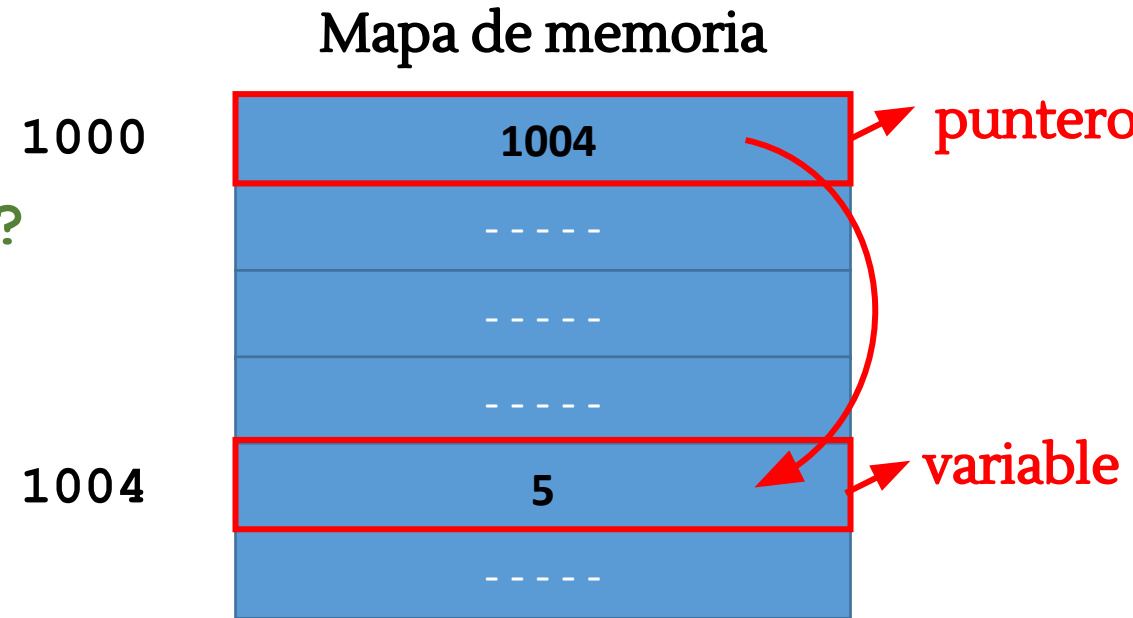 Mapa de memoria
1000 1004 puntero
?
- - - - -
- - - - -
- - - - -
1004 5 variable
- - - - -